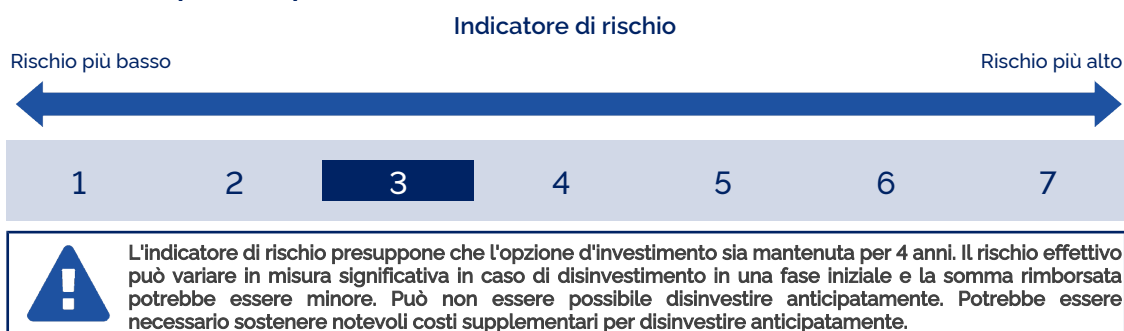 Indicatore di rischio
Rischio più basso Rischio più alto
1 2 3 4 5 6 7
L'indicatore di rischio presuppone che l'opzione d'investimento sia mantenuta per 4 anni. Il rischio effettivo
può variare in misura significativa in caso di disinvestimento in una fase iniziale e la somma rimborsata
potrebbe essere minore. Può non essere possibile disinvestire anticipatamente. Potrebbe essere
necessario sostenere notevoli costi supplementari per disinvestire anticipatamente.